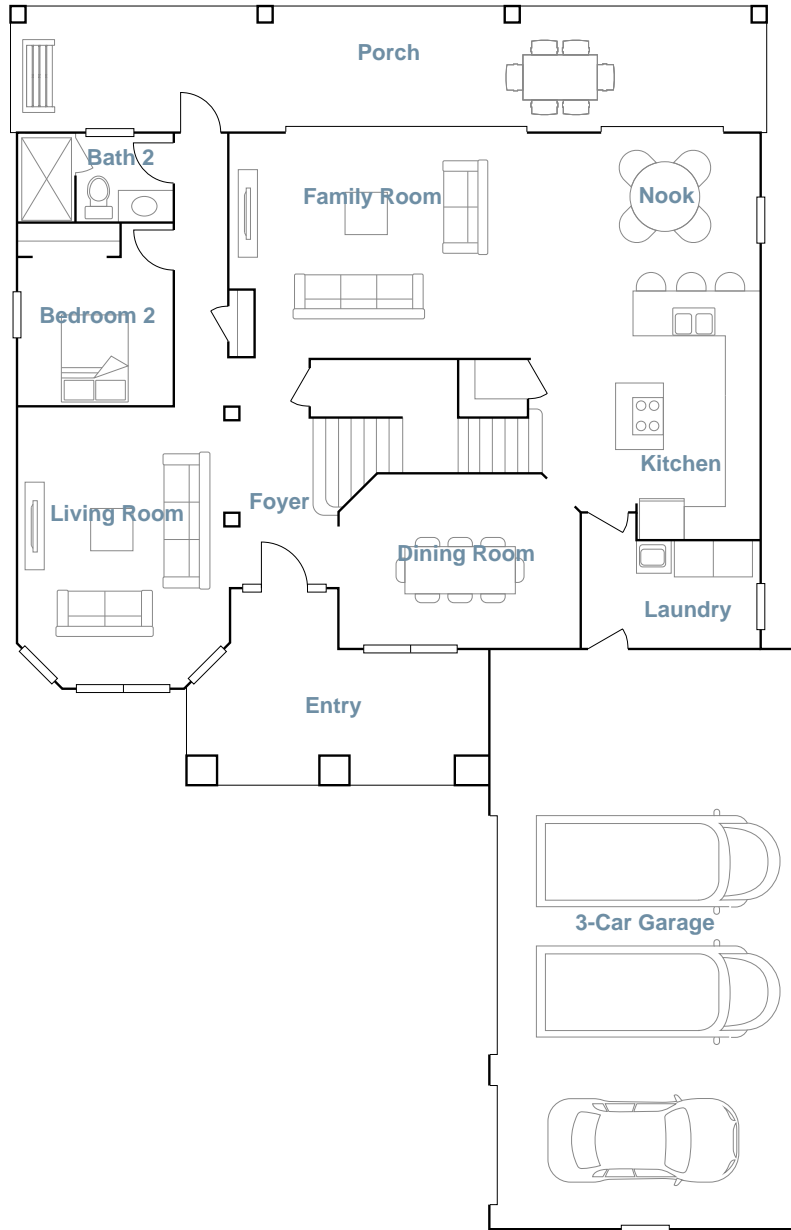 Porch
Bath 2
Family Room
Nook
Bedroom 2
Kitchen
Living Room
Foyer
Dining Room
Laundry
Entry
3-Car Garage